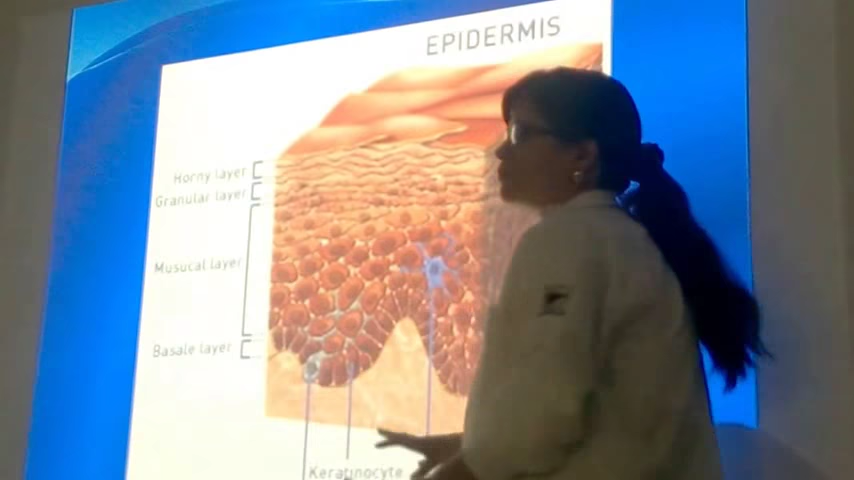 EPIDERMIS
Horny layer
Granular layer
Musucal layer
Basale layer
Keratinocyte